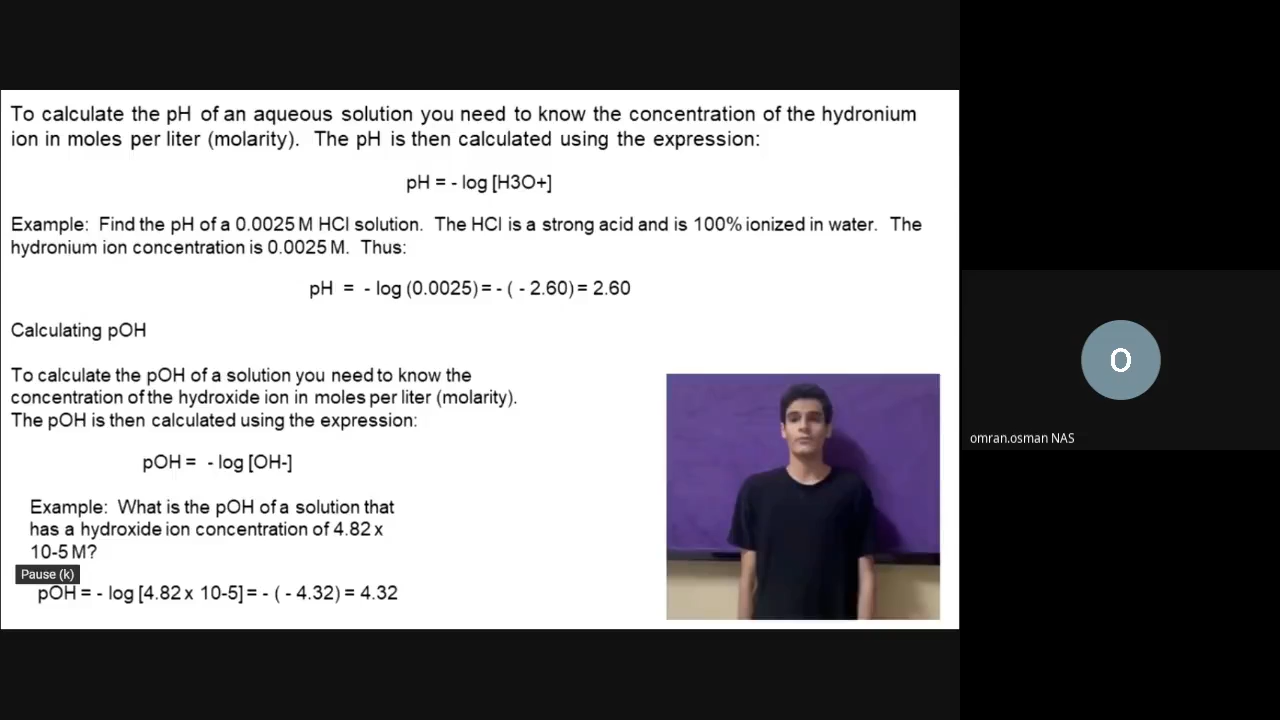 To calculate the pH of an aqueous solution you need to know the concentration of the hydronium
ion in moles per liter (molarity). The pH is then calculated using the expression:
pH = - log [H3O+]
Example: Find the pH of a 0.0025 M HCl solution. The HCl is a strong acid and is 100% ionized in water. The
hydronium ion concentration is 0.0025 M. Thus:
pH = - log (0.0025) = - ( - 2.60) = 2.60
Calculating pOH
To calculate the pOH of a solution you need to know the
concentration of the hydroxide ion in moles per liter (molarity).
The pOH is then calculated using the expression:
pOH = - log [OH-]
Example: What is the pOH of a solution that
has a hydroxide ion concentration of 4.82 x
10-5 M?
Pause (k)
pOH = - log [4.82 x 10-5] = - ( - 4.32) = 4.32
O
omran.osman NAS